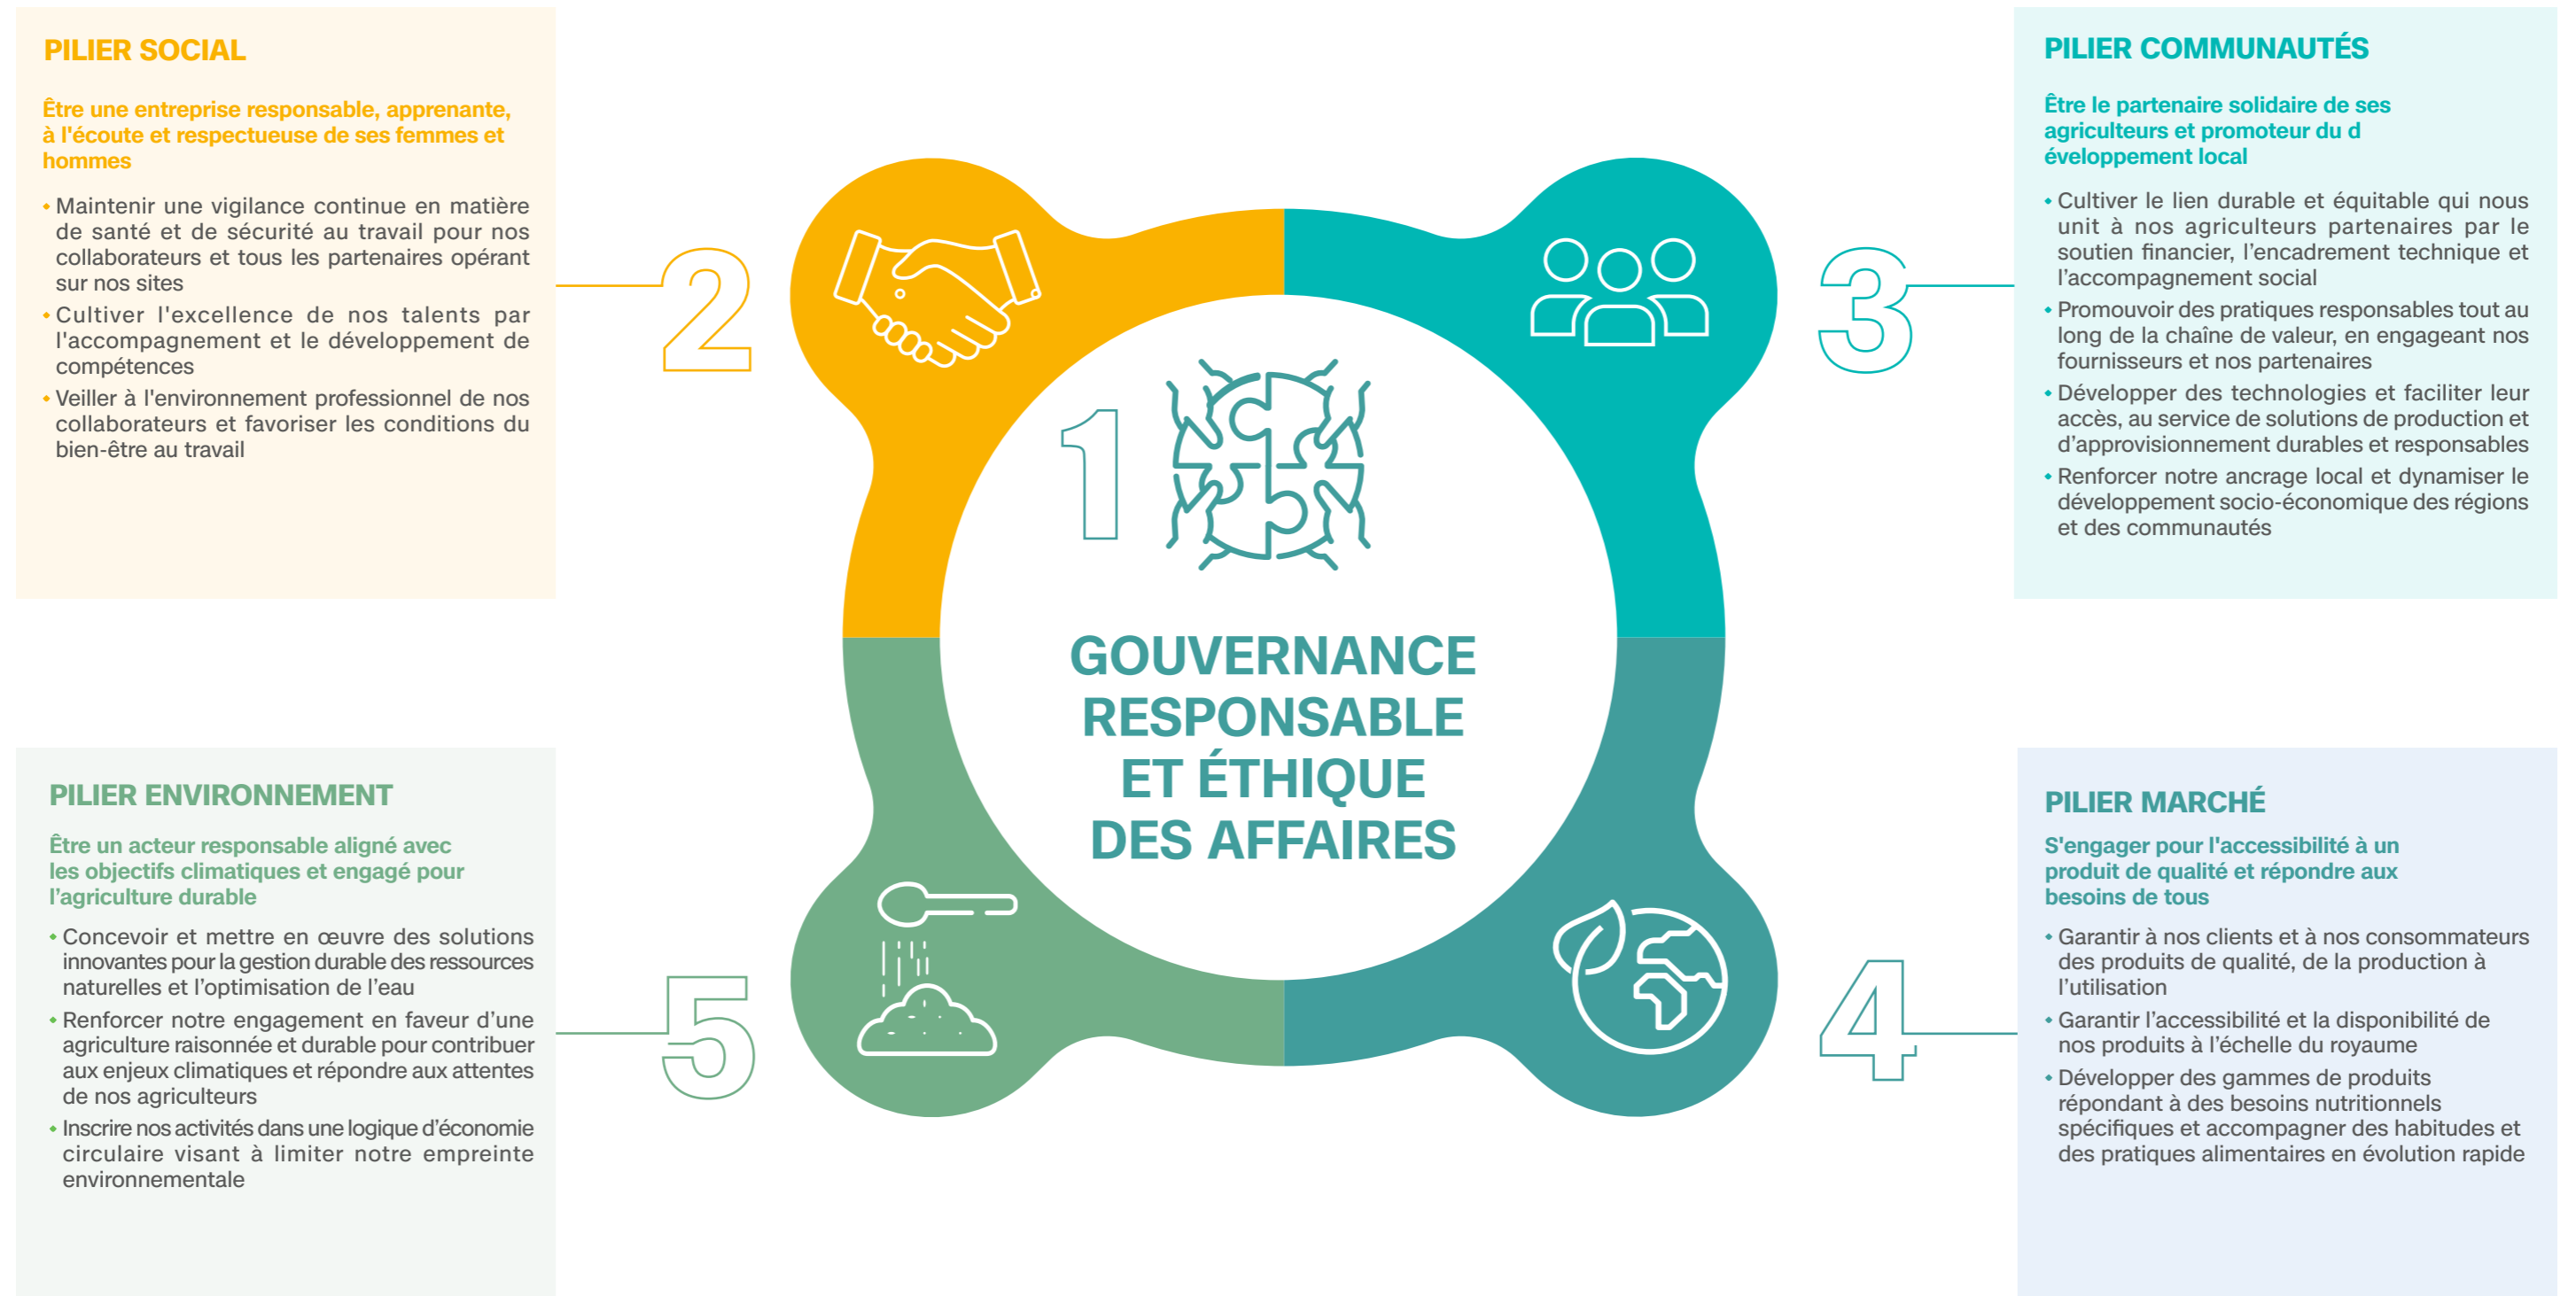 PILIER SOCIAL
Être une entreprise responsable, apprenante,
à l'écoute et respectueuse de ses femmes et
hommes
Maintenir une vigilance continue en matière
de santé et de sécurité au travail pour nos
collaborateurs et tous les partenaires opérant
sur nos sites
Cultiver l'excellence de nos talents par
l'accompagnement et le développement de
compétences
Veiller à l'environnement professionnel de nos
collaborateurs et favoriser les conditions du
bien-être au travail
2
1
GOUVERNANCE
RESPONSABLE
ET ÉTHIQUE
DES AFFAIRES
3
PILIER COMMUNAUTÉS
Être le partenaire solidaire de ses
agriculteurs et promoteur du d
éveloppement local
Cultiver le lien durable et équitable qui nous
unit à nos agriculteurs partenaires par le
soutien financier, l’encadrement technique et
l’accompagnement social
Promouvoir des pratiques responsables tout au
long de la chaîne de valeur, en engageant nos
fournisseurs et nos partenaires
Développer des technologies et faciliter leur
accès, au service de solutions de production et
d’approvisionnement durables et responsables
Renforcer notre ancrage local et dynamiser le
développement socio-économique des régions
et des communautés
4
PILIER MARCHÉ
S'engager pour l'accessibilité à un
produit de qualité et répondre aux
besoins de tous
Garantir à nos clients et à nos consommateurs
des produits de qualité, de la production à
l’utilisation
Garantir l’accessibilité et la disponibilité de
nos produits à l’échelle du royaume
Développer des gammes de produits
répondant à des besoins nutritionnels
spécifiques et accompagner des habitudes et
des pratiques alimentaires en évolution rapide
5
PILIER ENVIRONNEMENT
Être un acteur responsable aligné avec
les objectifs climatiques et engagé pour
l’agriculture durable
Concevoir et mettre en œuvre des solutions
innovantes pour la gestion durable des ressources
naturelles et l’optimisation de l’eau
Renforcer notre engagement en faveur d’une
agriculture raisonnée et durable pour contribuer
aux enjeux climatiques et répondre aux attentes
de nos agriculteurs
Inscrire nos activités dans une logique d’économie
circulaire visant à limiter notre empreinte
environnementale